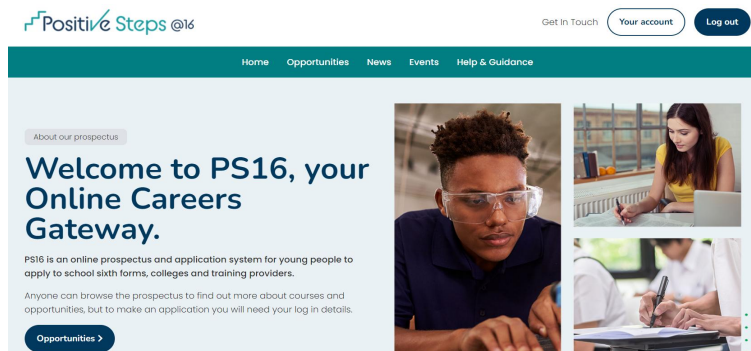 Positive Steps @16
Get In Touch
Your account
Log out
Home Opportunities News Events Help & Guidance
About our prospectus
Welcome to PS16, your
Online Careers
Gateway.
PS16 is an online prospectus and application system for young people to
apply to school sixth forms, colleges and training providers.
Anyone can browse the prospectus to find out more about courses and
opportunities, but to make an application you will need your log in details.
Opportunities >